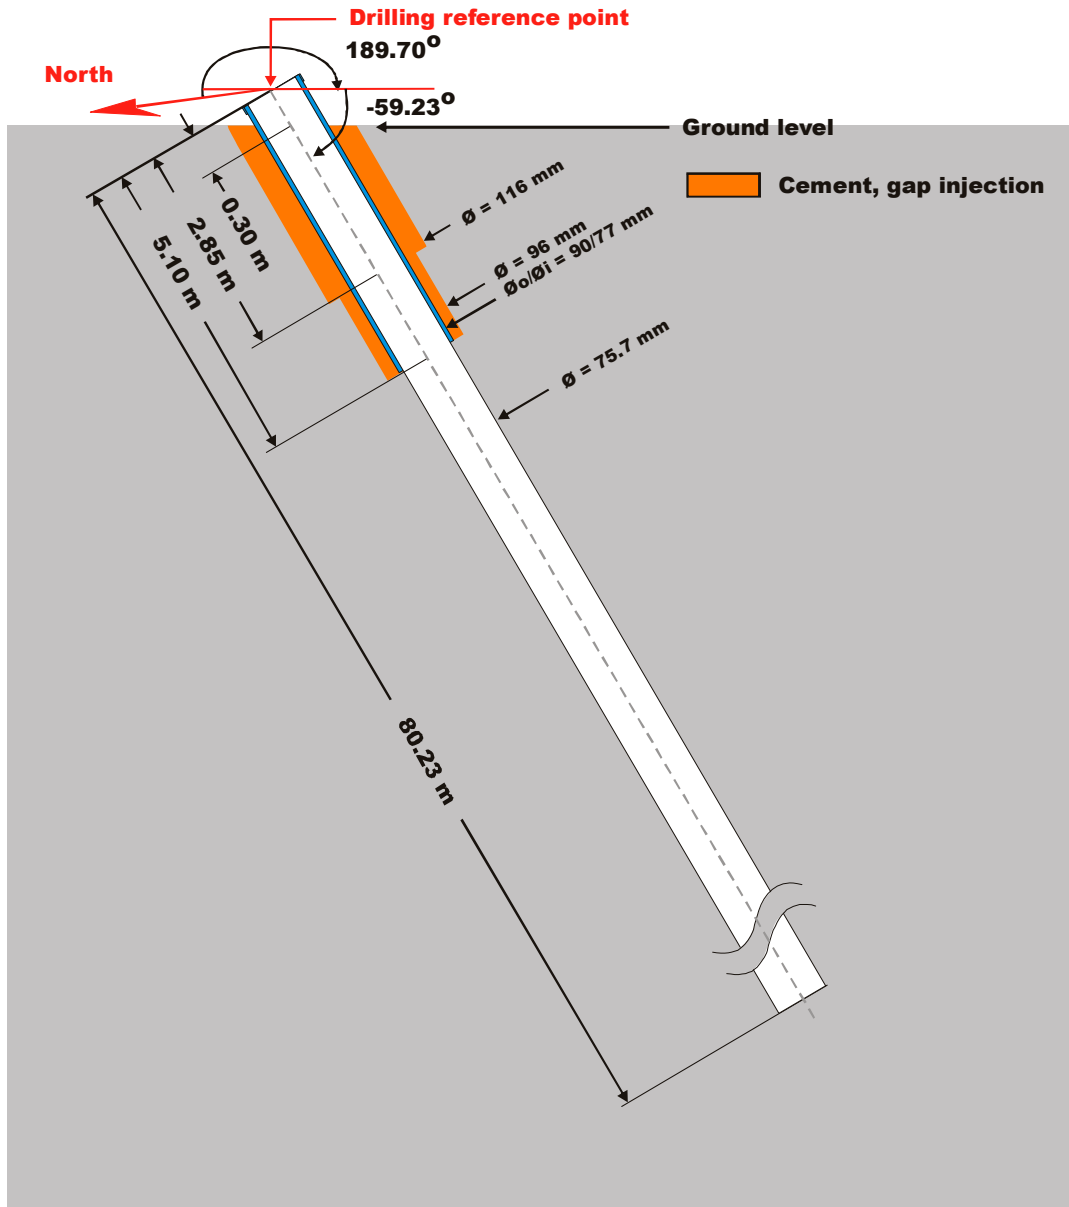 Drilling reference point
189.70°
North
-59.23°
Ground level
Cement, gap injection
ø = 116 mm
ø = 96 mm
Øo/Øi = 90/77 mm
ø = 75.7 mm
0.30 m
2.85 m
5.10 m
80.23 m